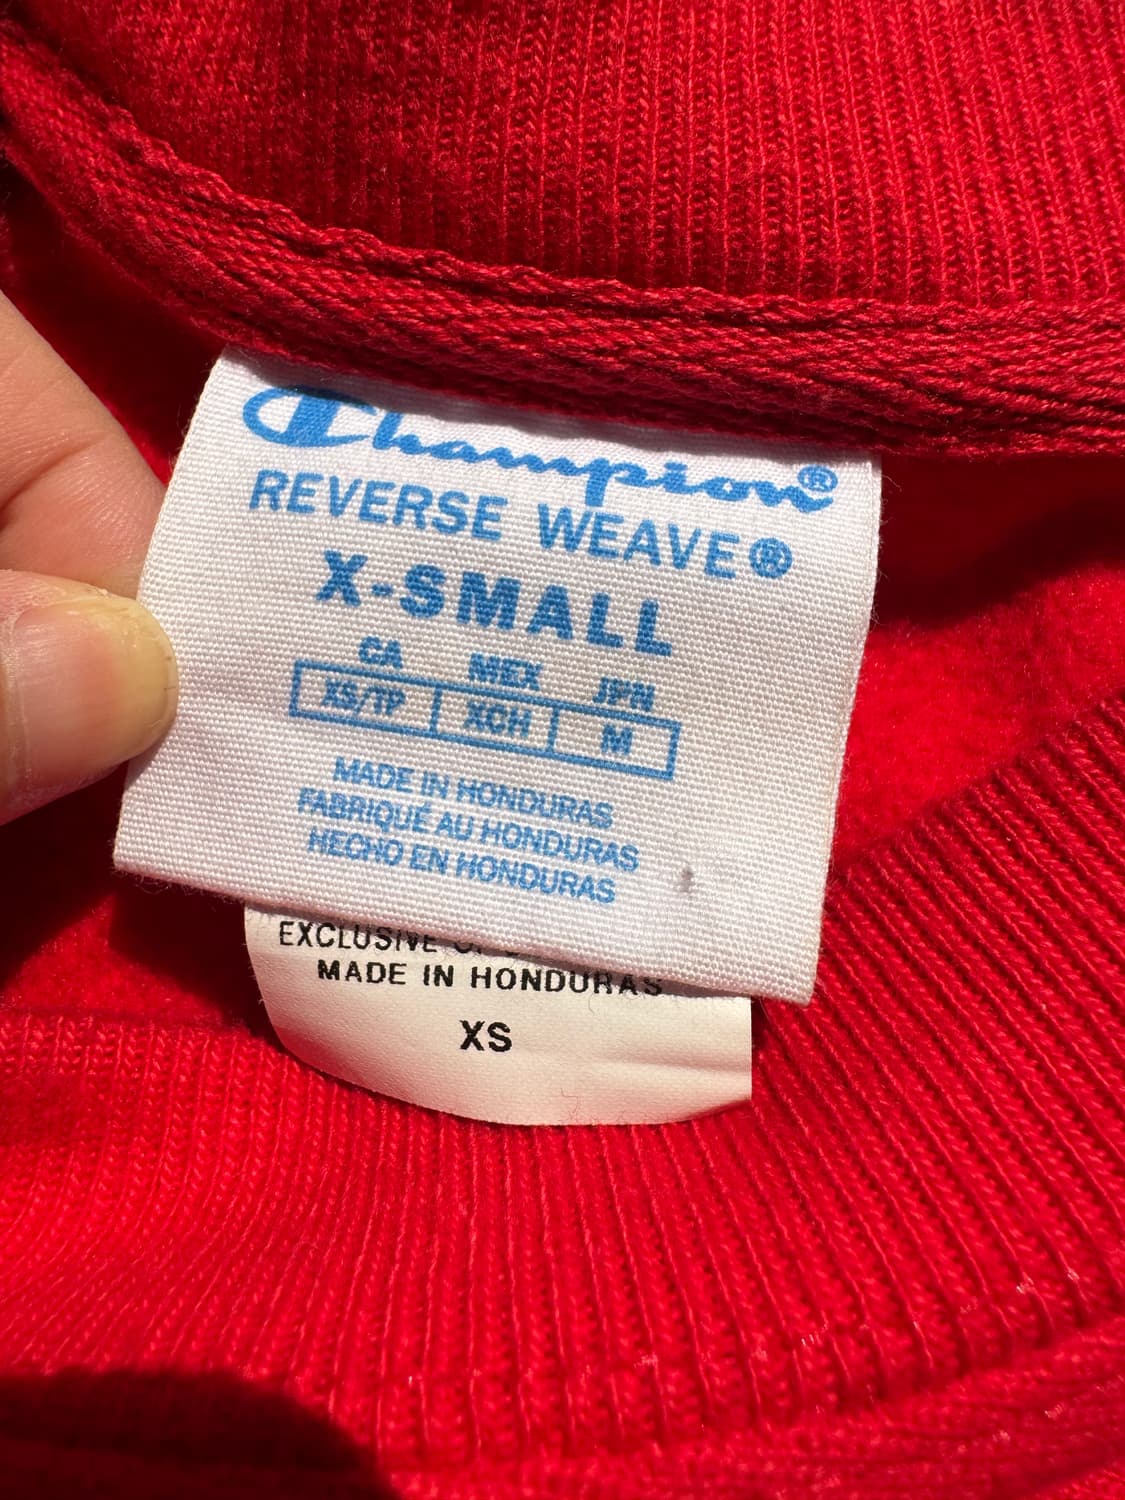 Champion®
REVERSE WEAVE®
X-SMALL
CA MEX JPN
XS/TP XCH M
MADE IN HONDURAS
FABRIQUÉ AU HONDURAS
HECHO EN HONDURAS
EXCLUSIVE
MADE IN HONDURAS
XS